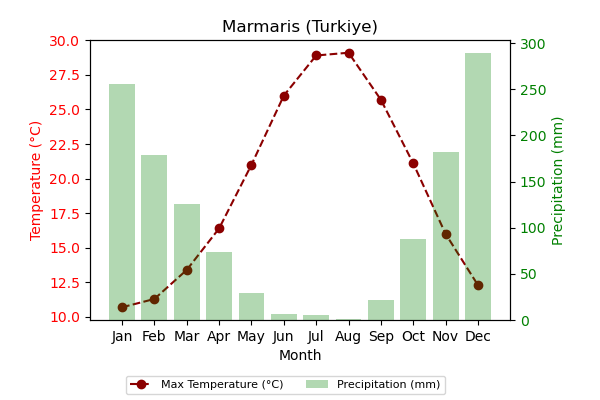 Marmaris (Turkiye)
Temperature (°C)
30.0
27.5
25.0
22.5
20.0
17.5
15.0
12.5
10.0
300
250
200
150
100
50
0
Precipitation (mm)
Jan Feb Mar Apr May Jun Jul Aug Sep Oct Nov Dec
Month
Max Temperature (°C) Precipitation (mm)